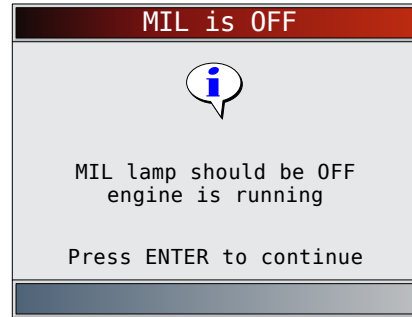 MIL is OFF
i
MIL lamp should be OFF
engine is running
Press ENTER to continue